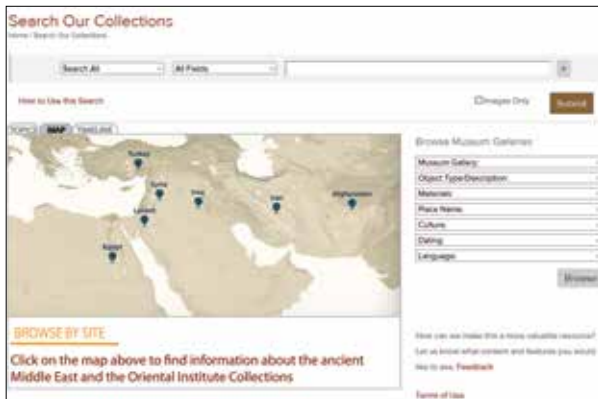 Search Our Collections
Home / Search Our Collections
Search All
All Fields
How to Use this Search
Images Only
Submit
TOPICS
MAP
TIMELINE
Turkey
Syria
Iraq
Iran
Afghanistan
Levant
Egypt
BROWSE BY SITE
Click on the map above to find information about the ancient
Middle East and the Oriental Institute Collections
Browse Museum Galleries
Museum Gallery:
Object Type/Description:
Materials:
Place Name:
Culture:
Dating:
Language:
Browse
How can we make this a more valuable resource?
Let us know what content and features you would
like to see. Feedback
Terms of Use